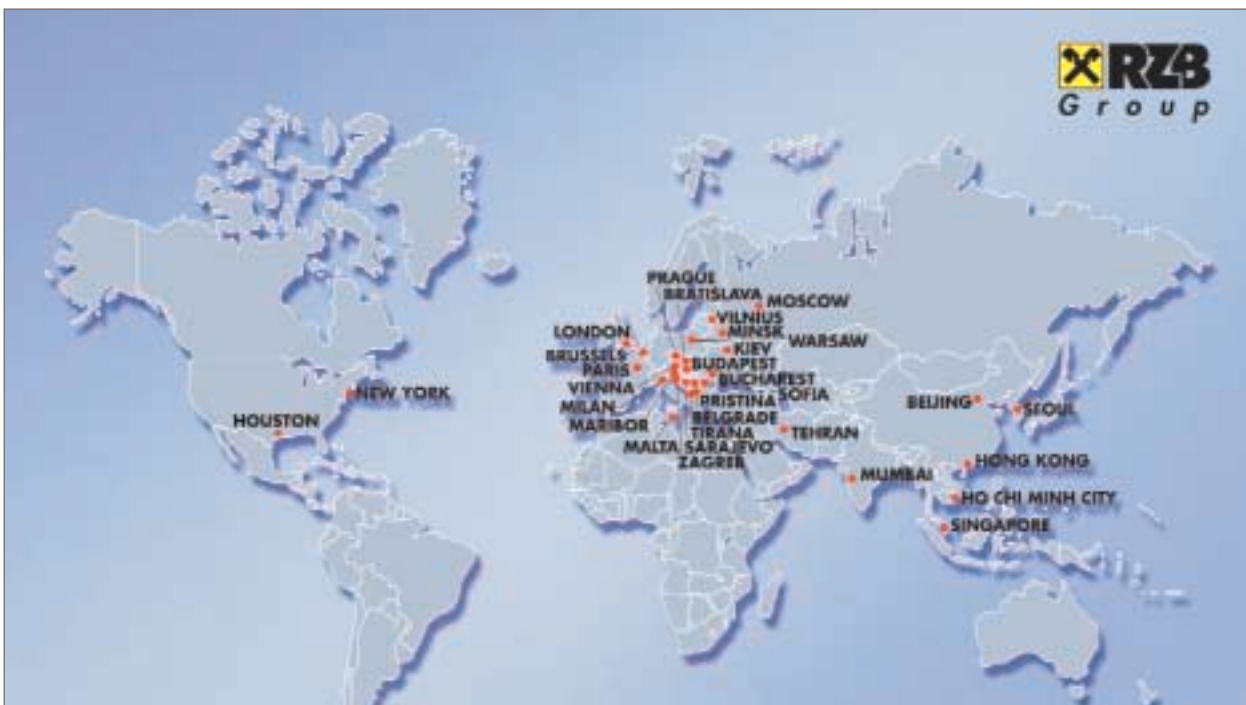 RZB
Group
PRAGUE
BRATISLAVA
MOSCOW
VILNIUS
LONDON
MINSK
WARSAW
BRUSSELS
KIEV
PARIS
BUDAPEST
VIENNA
BUCHAREST
NEW YORK
SOFIA
MILAN
PRISTINA
BEIJING
SEOUL
HOUSTON
MARIBOR
BELGRADE
TIRANA
TEHRAN
MALTA SARAJEVO
ZAGREB
HONG KONG
MUMBAI
HO CHI MINH CITY
SINGAPORE